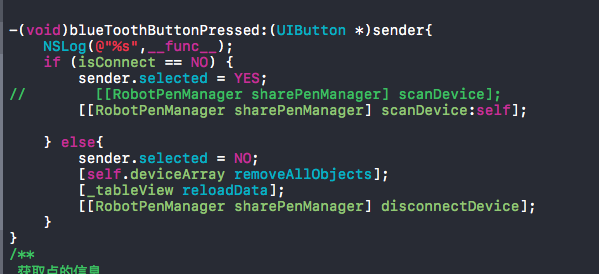 -(void)blueToothButtonPressed:(UIButton *)sender{
    NSLog(@"%s",__func__);
    if (isConnect == NO) {
        sender.selected = YES;
//        [[RobotPenManager sharePenManager] scanDevice];
        [[RobotPenManager sharePenManager] scanDevice:self];
    } else{
        sender.selected = NO;
        [self.deviceArray removeAllObjects];
        [_tableView reloadData];
        [[RobotPenManager sharePenManager] disconnectDevice];
    }
}
/**
 获取点的信息